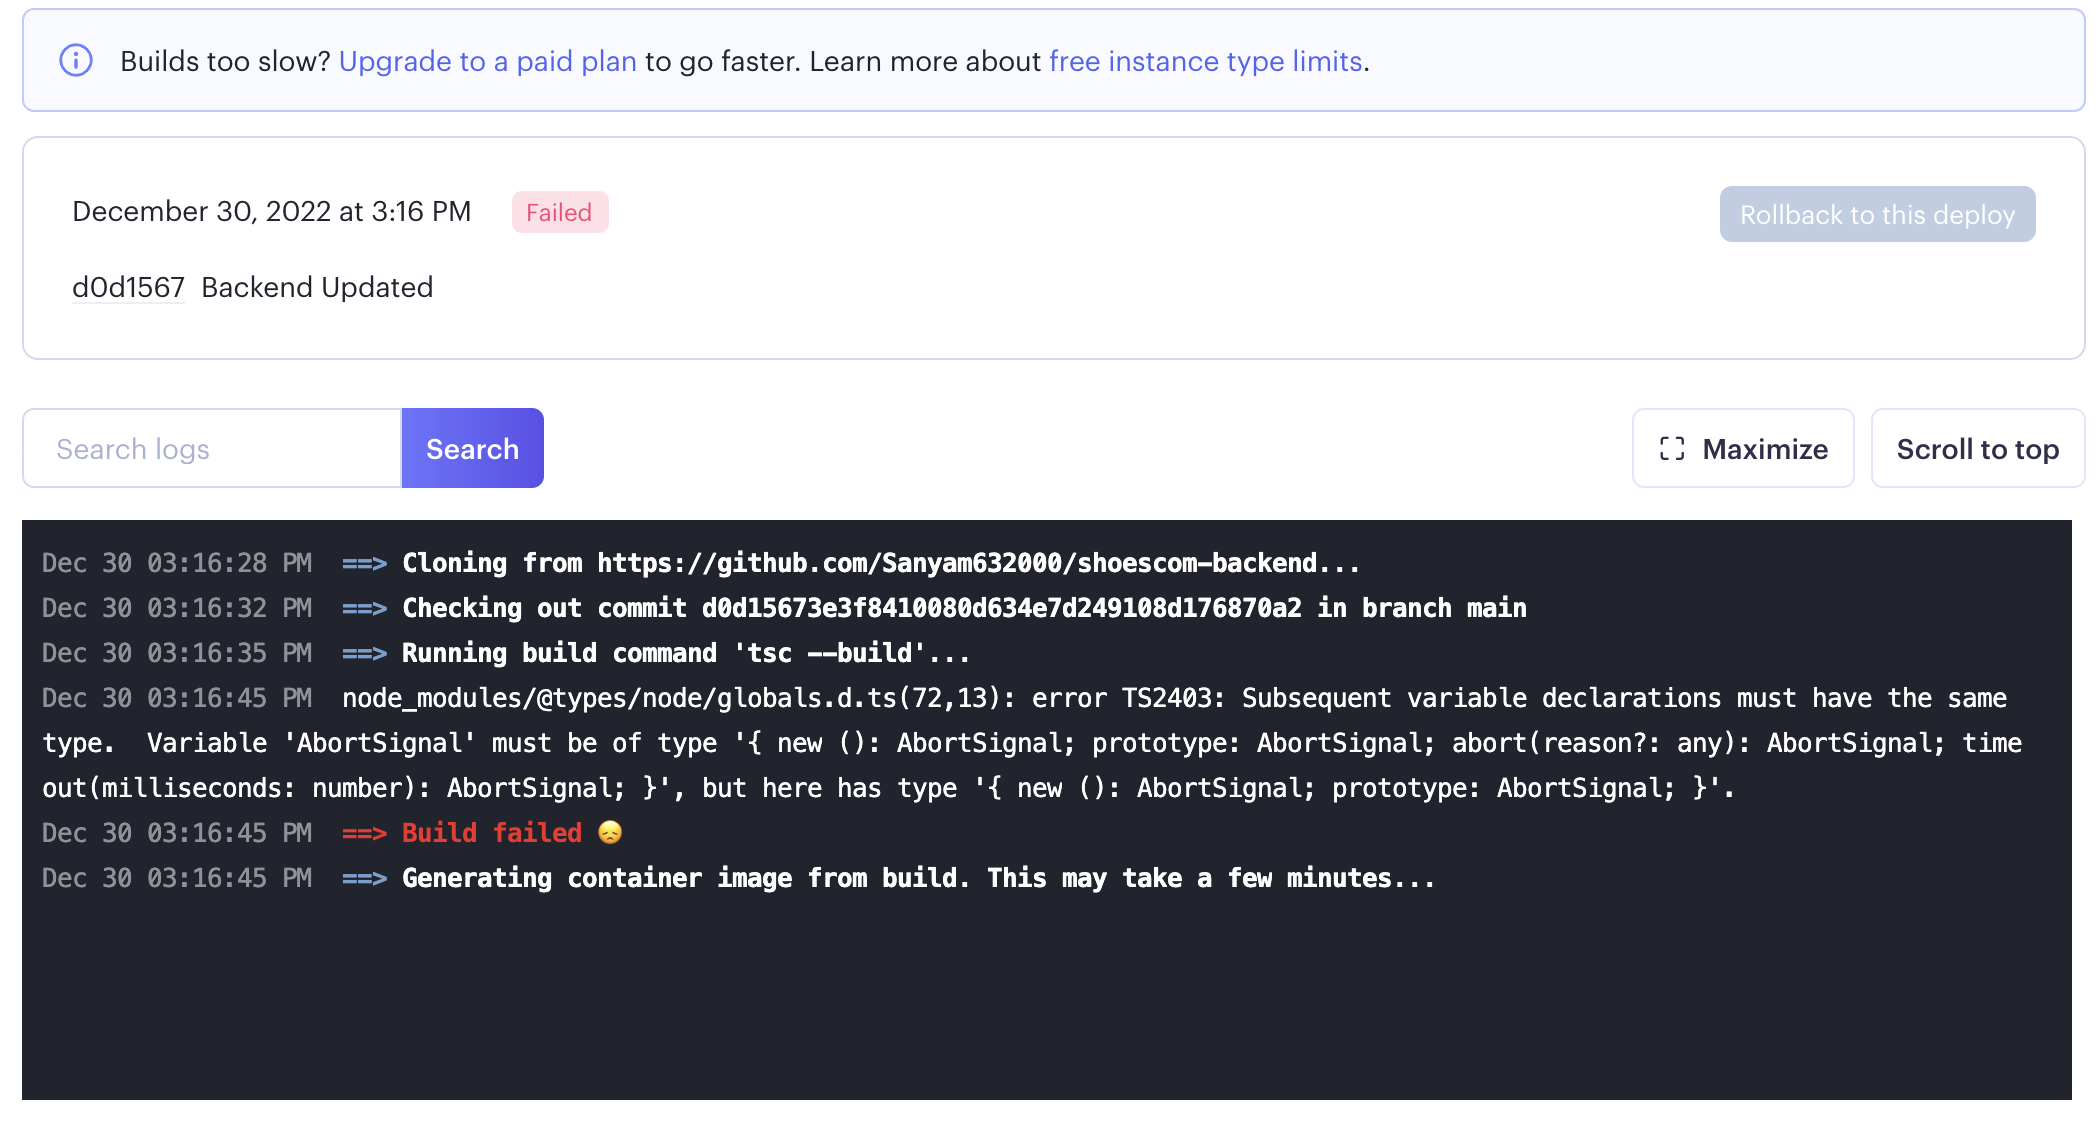 Builds too slow? Upgrade to a paid plan to go faster. Learn more about free instance type limits.
December 30, 2022 at 3:16 PM Failed
Rollback to this deploy
d0d1567 Backend Updated
Search logs Search Maximize Scroll to top
Dec 30 03:16:28 PM ==> Cloning from https://github.com/Sanyam632000/shoescom-backend...
Dec 30 03:16:32 PM ==> Checking out commit d0d15673e3f8410080d634e7d249108d176870a2 in branch main
Dec 30 03:16:35 PM ==> Running build command 'tsc --build'...
Dec 30 03:16:45 PM node_modules/@types/node/globals.d.ts(72,13): error TS2403: Subsequent variable declarations must have the same
type.  Variable 'AbortSignal' must be of type '{ new (): AbortSignal; prototype: AbortSignal; abort(reason?: any): AbortSignal; time
out(milliseconds: number): AbortSignal; }', but here has type '{ new (): AbortSignal; prototype: AbortSignal; }'.
Dec 30 03:16:45 PM ==> Build failed 😞
Dec 30 03:16:45 PM ==> Generating container image from build. This may take a few minutes...